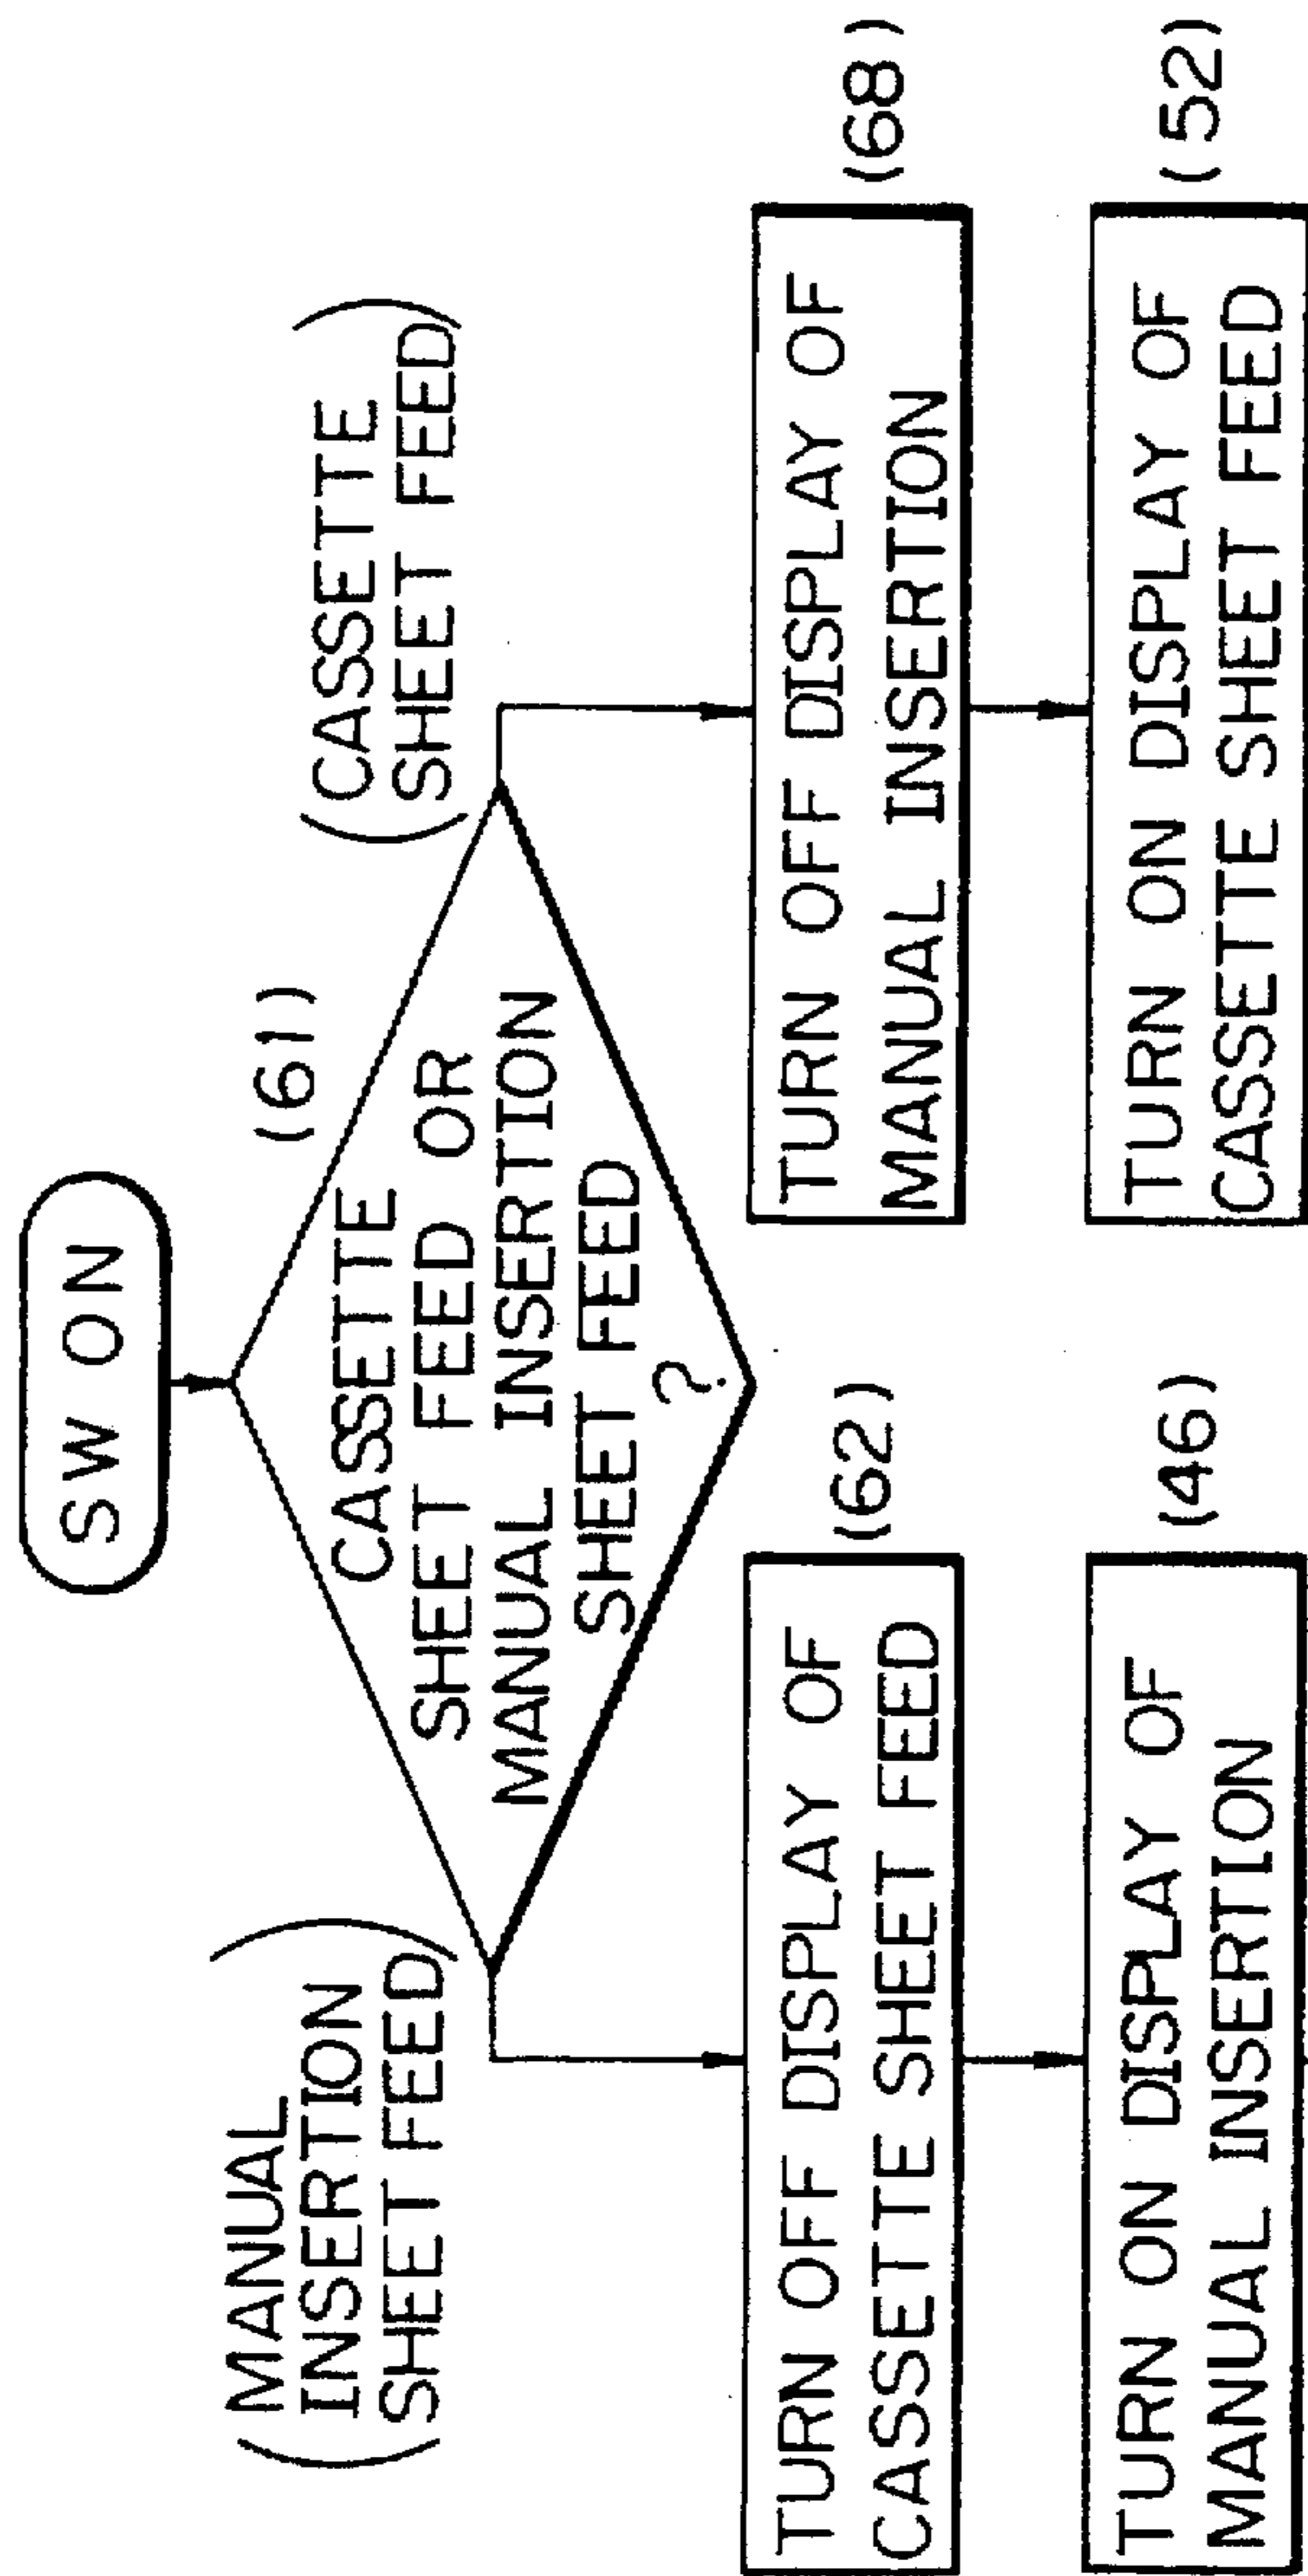 SW ON
(61)
CASSETTE
SHEET FEED OR
MANUAL INSERTION
SHEET FEED
?
(MANUAL
INSERTION
SHEET FEED)
(CASSETTE
SHEET FEED)
(62)
TURN OFF DISPLAY OF
CASSETTE SHEET FEED
(46)
TURN ON DISPLAY OF
MANUAL INSERTION
(68)
TURN OFF DISPLAY OF
MANUAL INSERTION
(52)
TURN ON DISPLAY OF
CASSETTE SHEET FEED